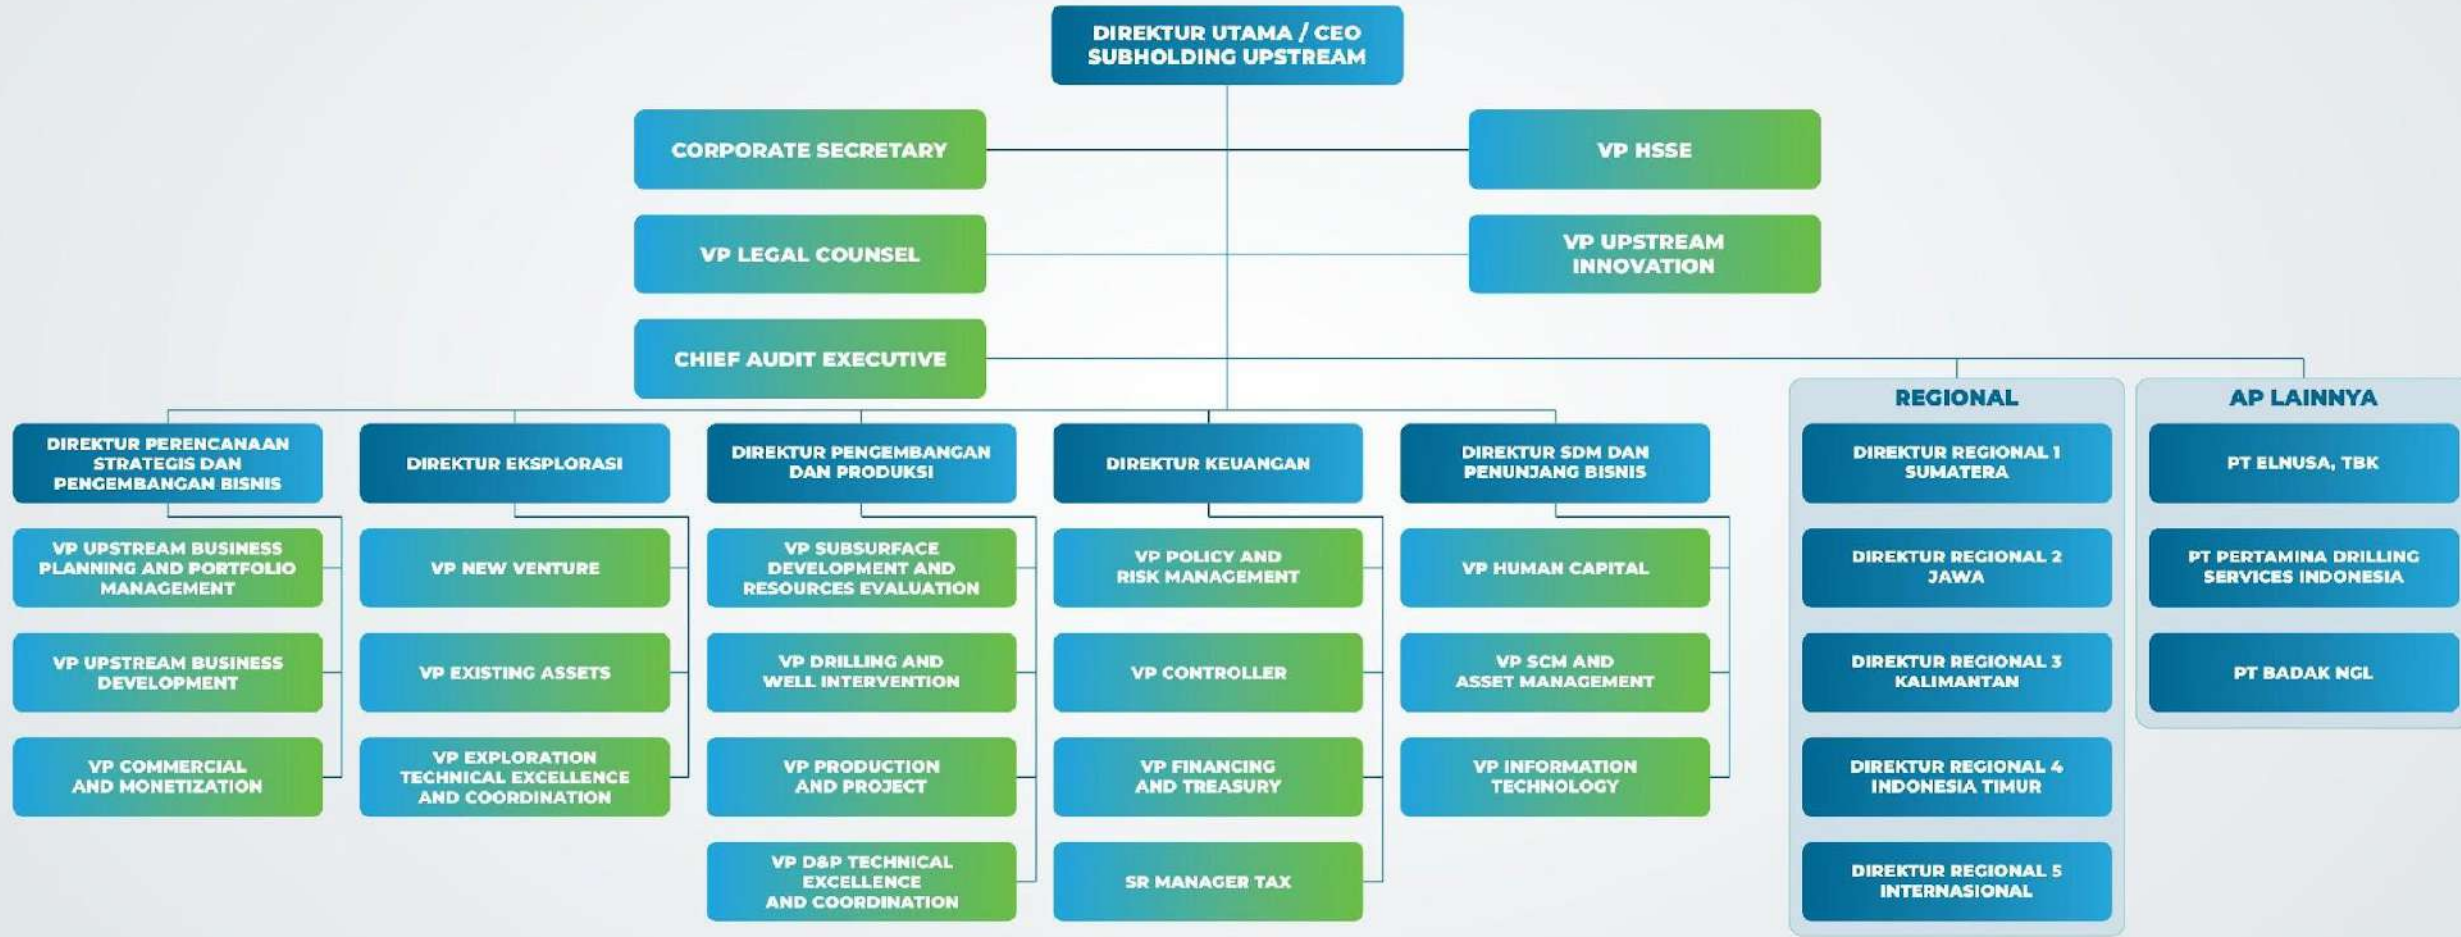 DIREKTUR UTAMA / CEO
SUBHOLDING UPSTREAM
CORPORATE SECRETARY
VP HSSE
VP LEGAL COUNSEL
VP UPSTREAM
INNOVATION
CHIEF AUDIT EXECUTIVE
DIREKTUR PERENCANAAN
STRATEGIS DAN
PENGEMBANGAN BISNIS
VP UPSTREAM BUSINESS
PLANNING AND PORTFOLIO
MANAGEMENT
VP UPSTREAM BUSINESS
DEVELOPMENT
VP COMMERCIAL
AND MONETIZATION
DIREKTUR EKSPLORASI
VP NEW VENTURE
VP EXISTING ASSETS
VP EXPLORATION
TECHNICAL EXCELLENCE
AND COORDINATION
DIREKTUR PENGEMBANGAN
DAN PRODUKSI
VP SUBSURFACE
DEVELOPMENT AND
RESOURCES EVALUATION
VP DRILLING AND
WELL INTERVENTION
VP PRODUCTION
AND PROJECT
VP D&P TECHNICAL
EXCELLENCE
AND COORDINATION
DIREKTUR KEUANGAN
VP POLICY AND
RISK MANAGEMENT
VP CONTROLLER
VP FINANCING
AND TREASURY
SR MANAGER TAX
DIREKTUR SDM DAN
PENUNJANG BISNIS
VP HUMAN CAPITAL
VP SCM AND
ASSET MANAGEMENT
VP INFORMATION
TECHNOLOGY
REGIONAL
DIREKTUR REGIONAL 1
SUMATERA
DIREKTUR REGIONAL 2
JAWA
DIREKTUR REGIONAL 3
KALIMANTAN
DIREKTUR REGIONAL 4
INDONESIA TIMUR
DIREKTUR REGIONAL 5
INTERNASIONAL
AP LAINNYA
PT ELNUSA, TBK
PT PERTAMINA DRILLING
SERVICES INDONESIA
PT BADAK NGL